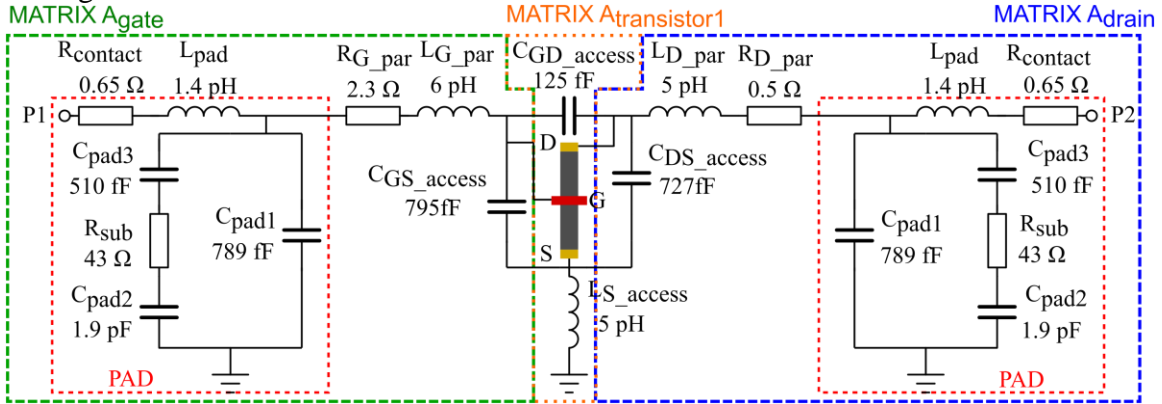 MATRIX Agate
MATRIX Atransistor1
MATRIX Adrain
Rcontact
0.65 Ω
Lpad
1.4 pH
RG_par
2.3 Ω
LG_par
6 pH
CGD_access
125 fF
LD_par
5 pH
RD_par
0.5 Ω
Lpad
1.4 pH
Rcontact
0.65 Ω
P1
P2
Cpad3
510 fF
Rsub
43 Ω
Cpad2
1.9 pF
Cpad1
789 fF
PAD
CGS_access
795fF
D
G
S
CDS_access
727fF
LS_access
5 pH
Cpad1
789 fF
Cpad3
510 fF
Rsub
43 Ω
Cpad2
1.9 pF
PAD